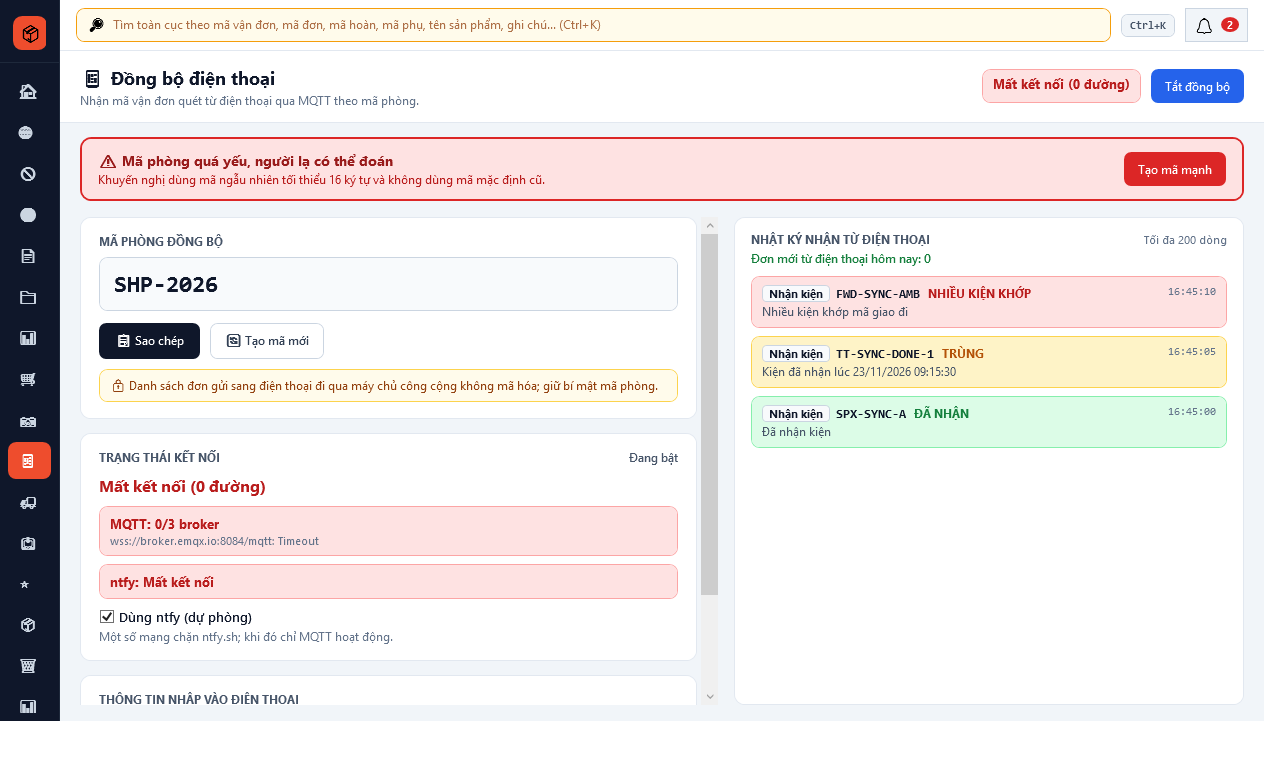 Tìm toàn cục theo mã vận đơn, mã đơn, mã hoàn, mã phụ, tên sản phẩm, ghi chú... (Ctrl+K)
Ctrl+K
2
Đồng bộ điện thoại
Nhận mã vận đơn quét từ điện thoại qua MQTT theo mã phòng.
Mất kết nối (0 đường)
Tắt đồng bộ
Mã phòng quá yếu, người lạ có thể đoán
Khuyến nghị dùng mã ngẫu nhiên tối thiểu 16 ký tự và không dùng mã mặc định cũ.
Tạo mã mạnh
MÃ PHÒNG ĐỒNG BỘ
SHP-2026
Sao chép
Tạo mã mới
Danh sách đơn gửi sang điện thoại đi qua máy chủ công cộng không mã hóa; giữ bí mật mã phòng.
TRẠNG THÁI KẾT NỐI
Đang bật
Mất kết nối (0 đường)
MQTT: 0/3 broker
wss://broker.emqx.io:8084/mqtt: Timeout
ntfy: Mất kết nối
Dùng ntfy (dự phòng)
Một số mạng chặn ntfy.sh; khi đó chỉ MQTT hoạt động.
THÔNG TIN NHẬP VÀO ĐIỆN THOẠI
NHẬT KÝ NHẬN TỪ ĐIỆN THOẠI
Tối đa 200 dòng
Đơn mới từ điện thoại hôm nay: 0
Nhận kiện FWD-SYNC-AMB NHIỀU KIỆN KHỚP
16:45:10
Nhiều kiện khớp mã giao đi
Nhận kiện TT-SYNC-DONE-1 TRÙNG
16:45:05
Kiện đã nhận lúc 23/11/2026 09:15:30
Nhận kiện SPX-SYNC-A ĐÃ NHẬN
16:45:00
Đã nhận kiện